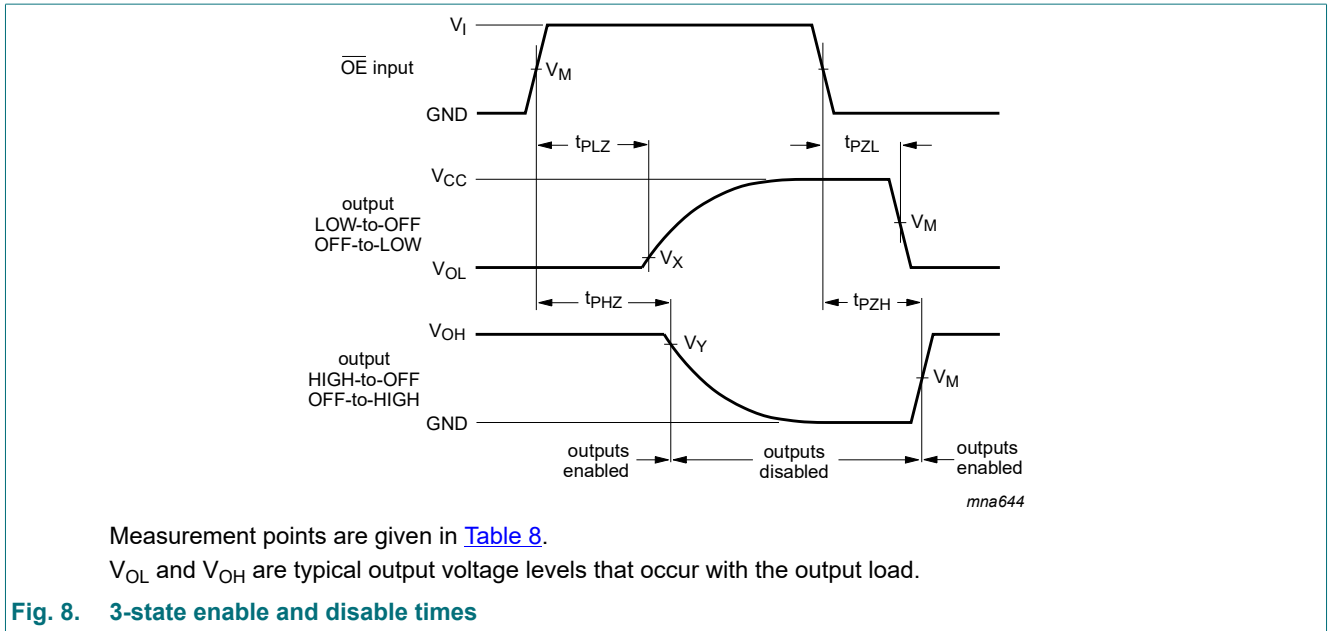 V_I
OE input
V_M
GND
t_PLZ
t_PZL
V_CC
output
LOW-to-OFF
OFF-to-LOW
V_M
V_X
V_OL
t_PHZ
t_PZH
V_OH
V_Y
output
HIGH-to-OFF
OFF-to-HIGH
V_M
GND
outputs
enabled
outputs
disabled
outputs
enabled
mna644
Measurement points are given in Table 8.
V_OL and V_OH are typical output voltage levels that occur with the output load.
Fig. 8. 3-state enable and disable times